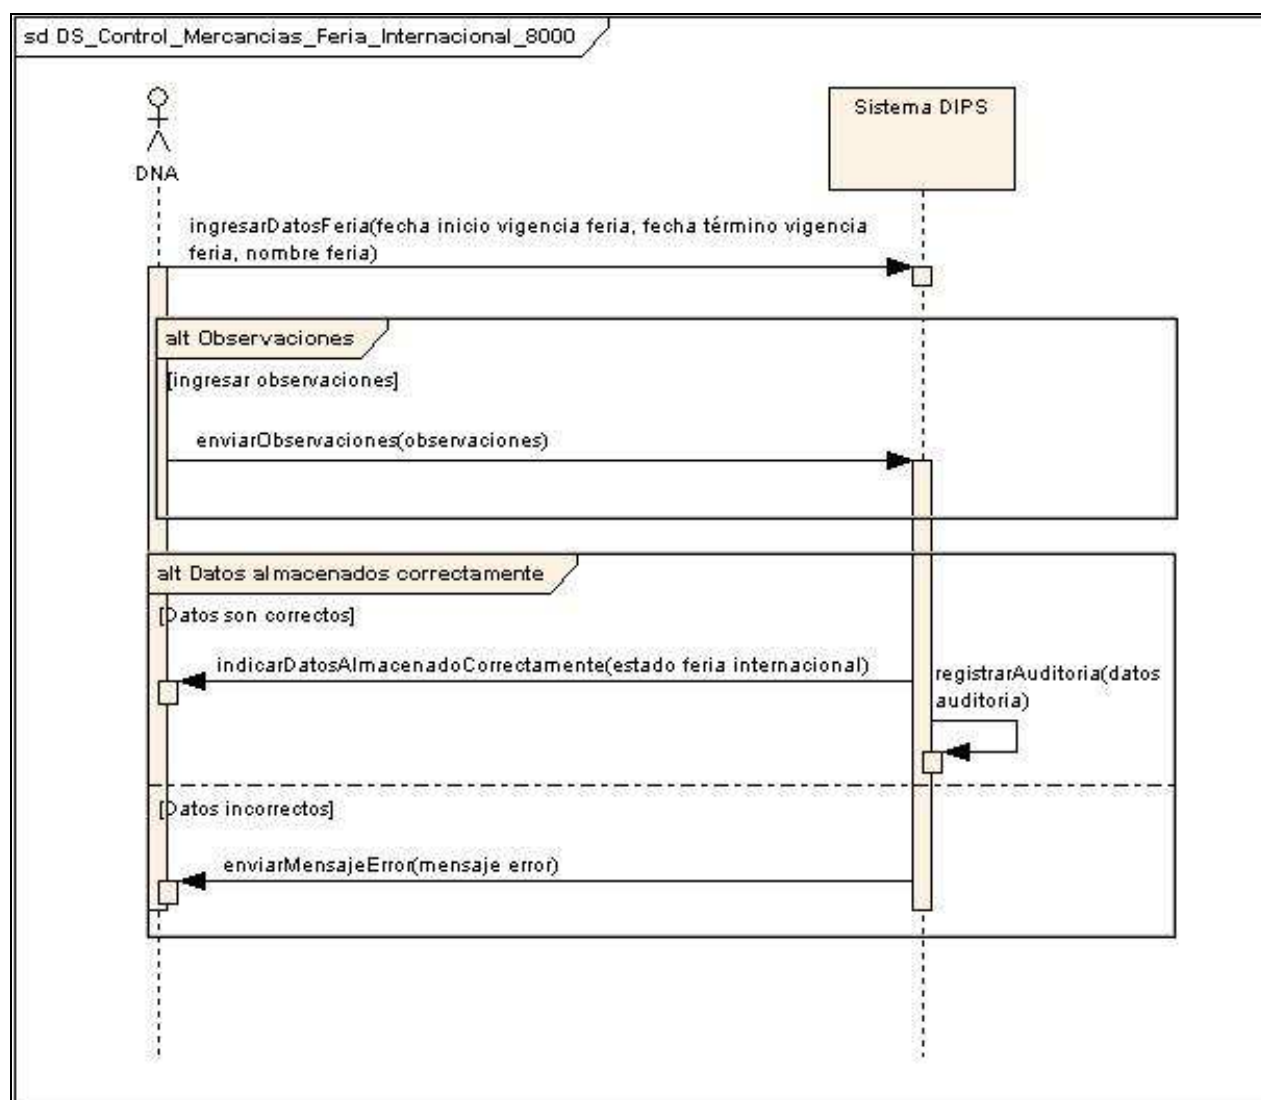 sd DS_Control_Mercancias_Feria_Internacional_8000
Sistema DIPS
DNA
ingresarDatosFeria(fecha inicio vigencia feria, fecha término vigencia
feria, nombre feria)
alt Observaciones
[ingresar observaciones]
enviarObservaciones(observaciones)
alt Datos almacenados correctamente
[Datos son correctos]
indicarDatosAlmacenadoCorrectamente(estado feria internacional)
registrarAuditoria(datos
auditoria)
[Datos incorrectos]
enviarMensajeError(mensaje error)